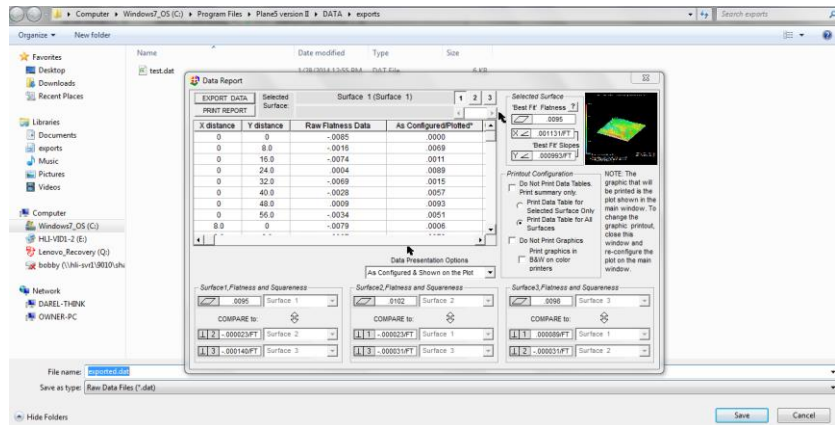 Computer ▸ Windows7_OS (C:) ▸ Program Files ▸ Plane5 version II ▸ DATA ▸ exports
Search exports
Organize ▾ New folder
Name Date modified Type Size
Favorites
Desktop
Downloads
Recent Places
Libraries
Documents
exports
Music
Pictures
Videos
Computer
Windows7_OS (C:)
HLI-VID1-2 (E:)
Lenovo_Recovery (Q:)
bobby (\\hli-svr1\9010\shu
Network
DAREL-THINK
OWNER-PC
test.dat
Data Report
EXPORT DATA
PRINT REPORT
Selected Surface:
Surface 1 (Surface 1)
1 2 3
X distance Y distance Raw Flatness Data As Configured/Plotted*
0 0 -.0085 .0000
0 8.0 -.0016 .0069
0 16.0 -.0074 .0011
0 24.0 .0004 .0089
0 32.0 -.0069 .0015
0 40.0 -.0028 .0057
0 48.0 .0009 .0093
0 56.0 -.0034 .0051
8.0 0 -.0079 .0006
Data Presentation Options
As Configured & Shown on the Plot
Selected Surface
'Best Fit' Flatness ?
.0095
X .001131/FT
'Best Fit' Slopes
Y .000993/FT
Printout Configuration
Do Not Print Data Tables.
Print summary only.
Print Data Table for
Selected Surface Only
Print Data Table for All
Surfaces
Do Not Print Graphics
Print graphics in
B&W on color
printers
NOTE: The
graphic that will
be printed is the
plot shown in the
main window. To
change the
graphic printout,
close this
window and
re-configure the
plot on the main
window.
Surface1,Flatness and Squareness
.0095 Surface 1
COMPARE to:
2 -.000023/FT Surface 2
3 -.000140/FT Surface 3
Surface2,Flatness and Squareness
.0102 Surface 2
COMPARE to:
1 -.000023/FT Surface 1
3 -.000031/FT Surface 3
Surface3,Flatness and Squareness
.0098 Surface 3
COMPARE to:
1 .000089/FT Surface 1
2 -.000031/FT Surface 2
File name: exported.dat
Save as type: Raw Data Files (*.dat)
Hide Folders
Save Cancel